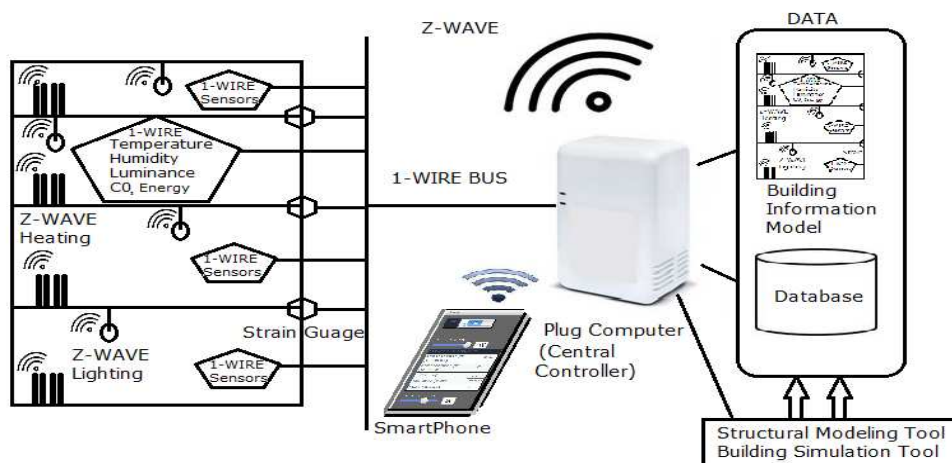 Z-WAVE
DATA
1-WIRE
Sensors
1-WIRE
Temperature
Humidity
Luminance
C0, Energy
1-WIRE BUS
Z-WAVE
Heating
1-WIRE
Sensors
Strain Guage
Z-WAVE
Lighting
1-WIRE
Sensors
SmartPhone
Plug Computer
(Central
Controller)
Building
Information
Model
Database
Structural Modeling Tool
Building Simulation Tool